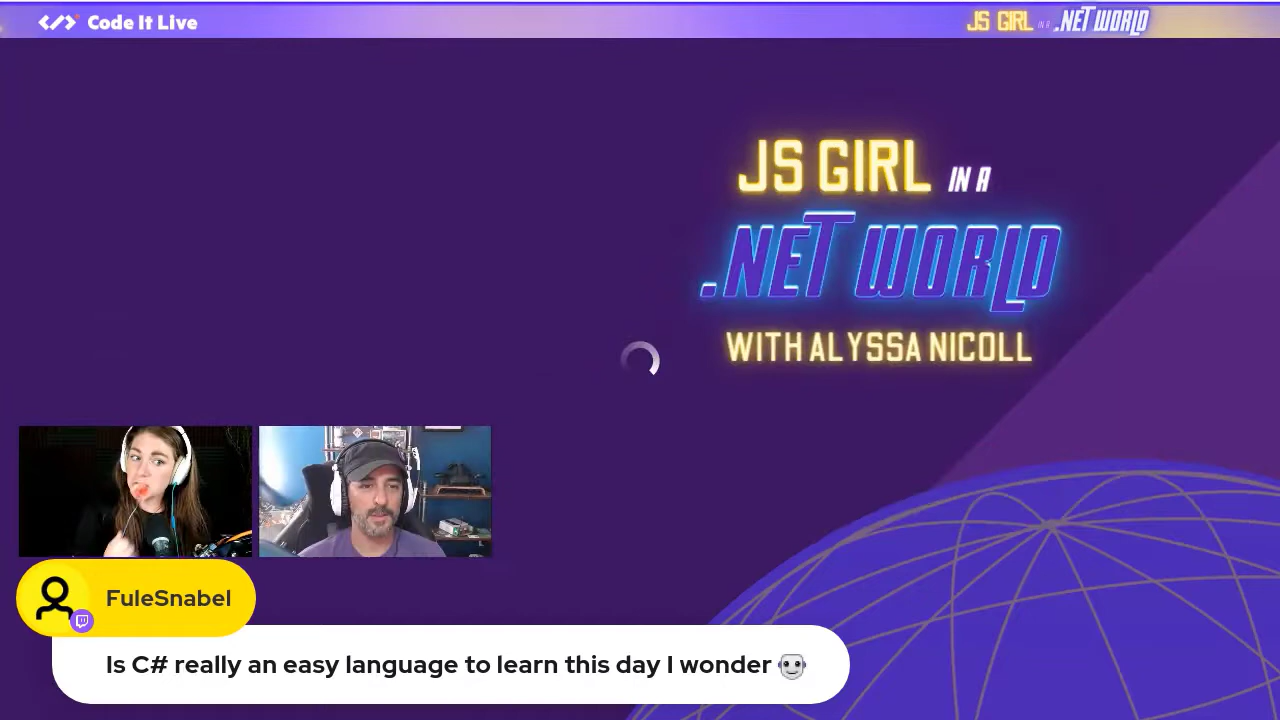 </> Code It Live
JS GIRL IN A .NET WORLD
JS GIRL IN A
.NET WORLD
WITH ALYSSA NICOLL
FuleSnabel
Is C# really an easy language to learn this day I wonder 🤖